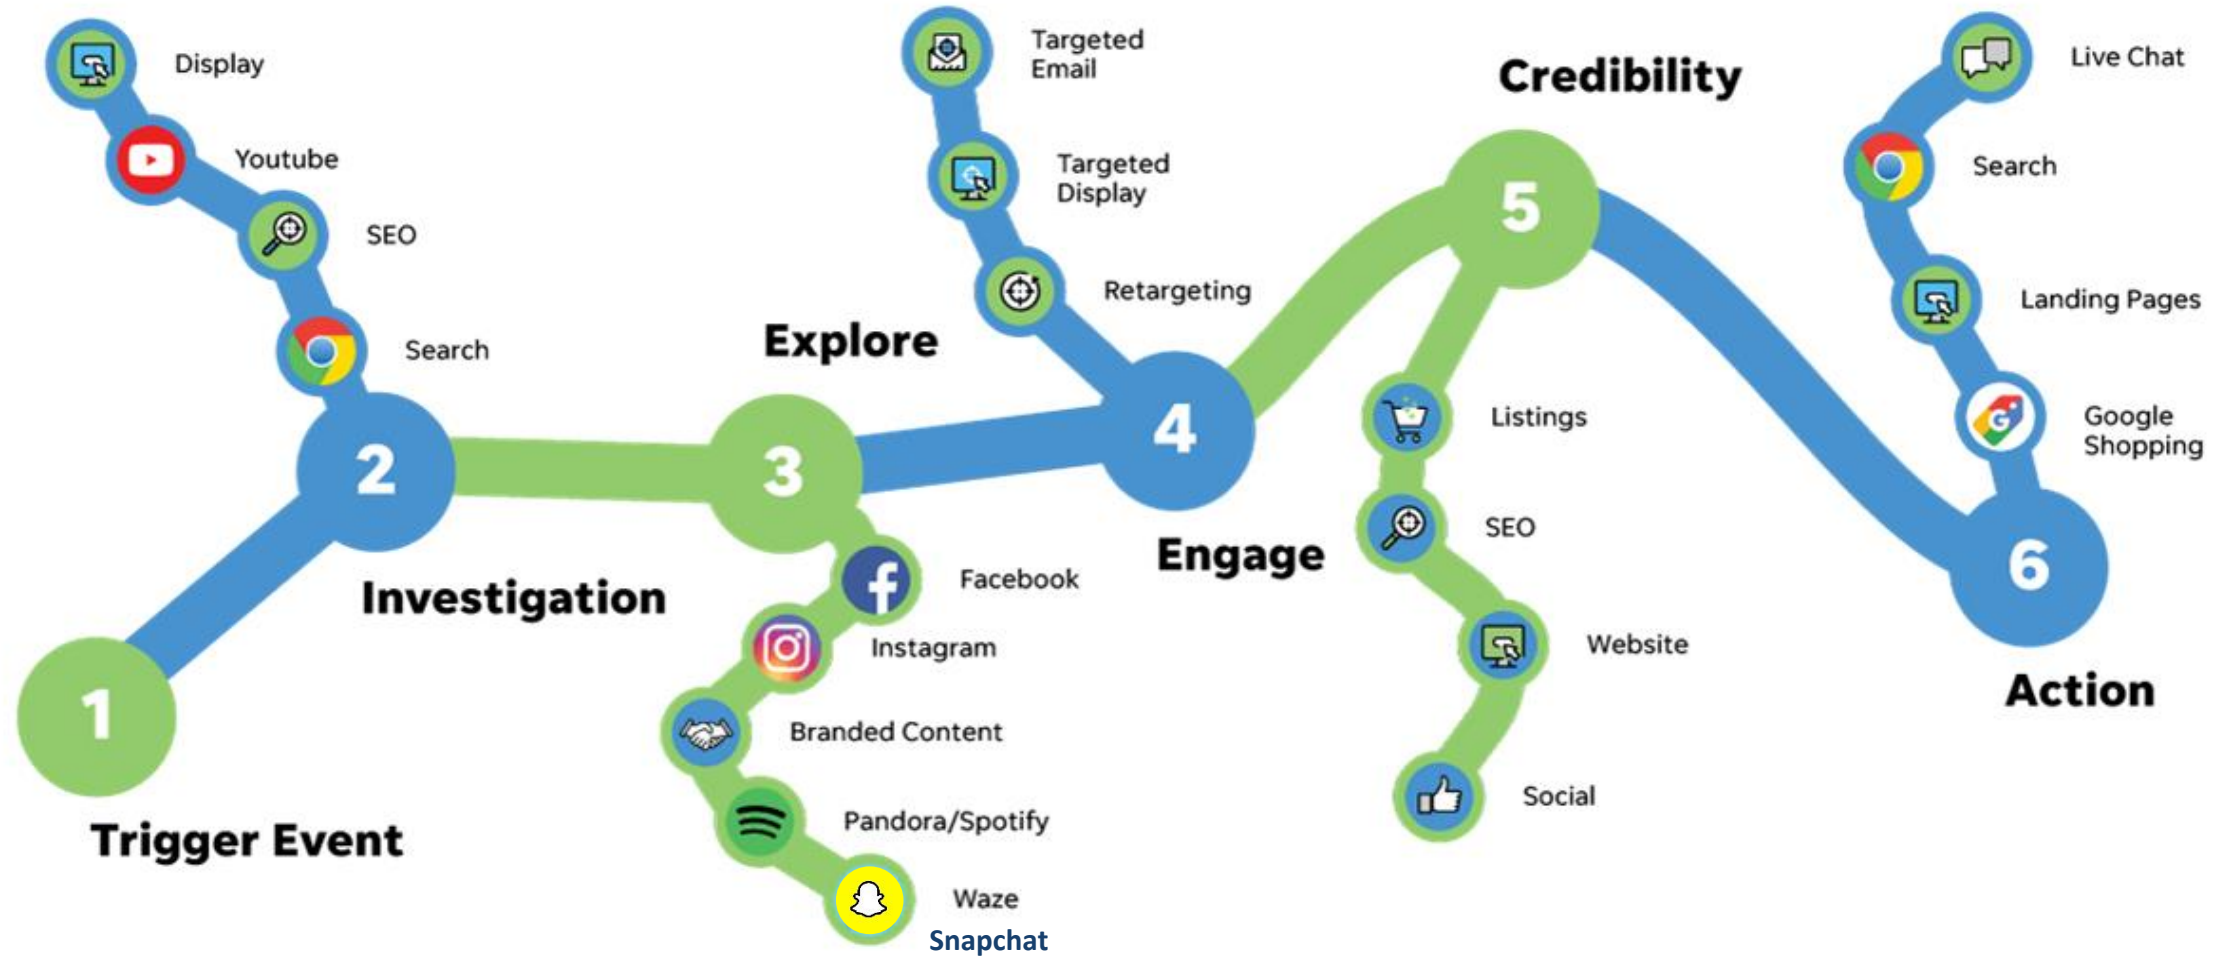 Display
Youtube
SEO
Search
2
Investigation
1
Trigger Event
Explore
3
Facebook
Instagram
Branded Content
Pandora/Spotify
Waze
Snapchat
Targeted
Email
Targeted
Display
Retargeting
4
Engage
Credibility
5
Listings
SEO
Website
Social
Live Chat
Search
Landing Pages
G
Google
Shopping
6
Action